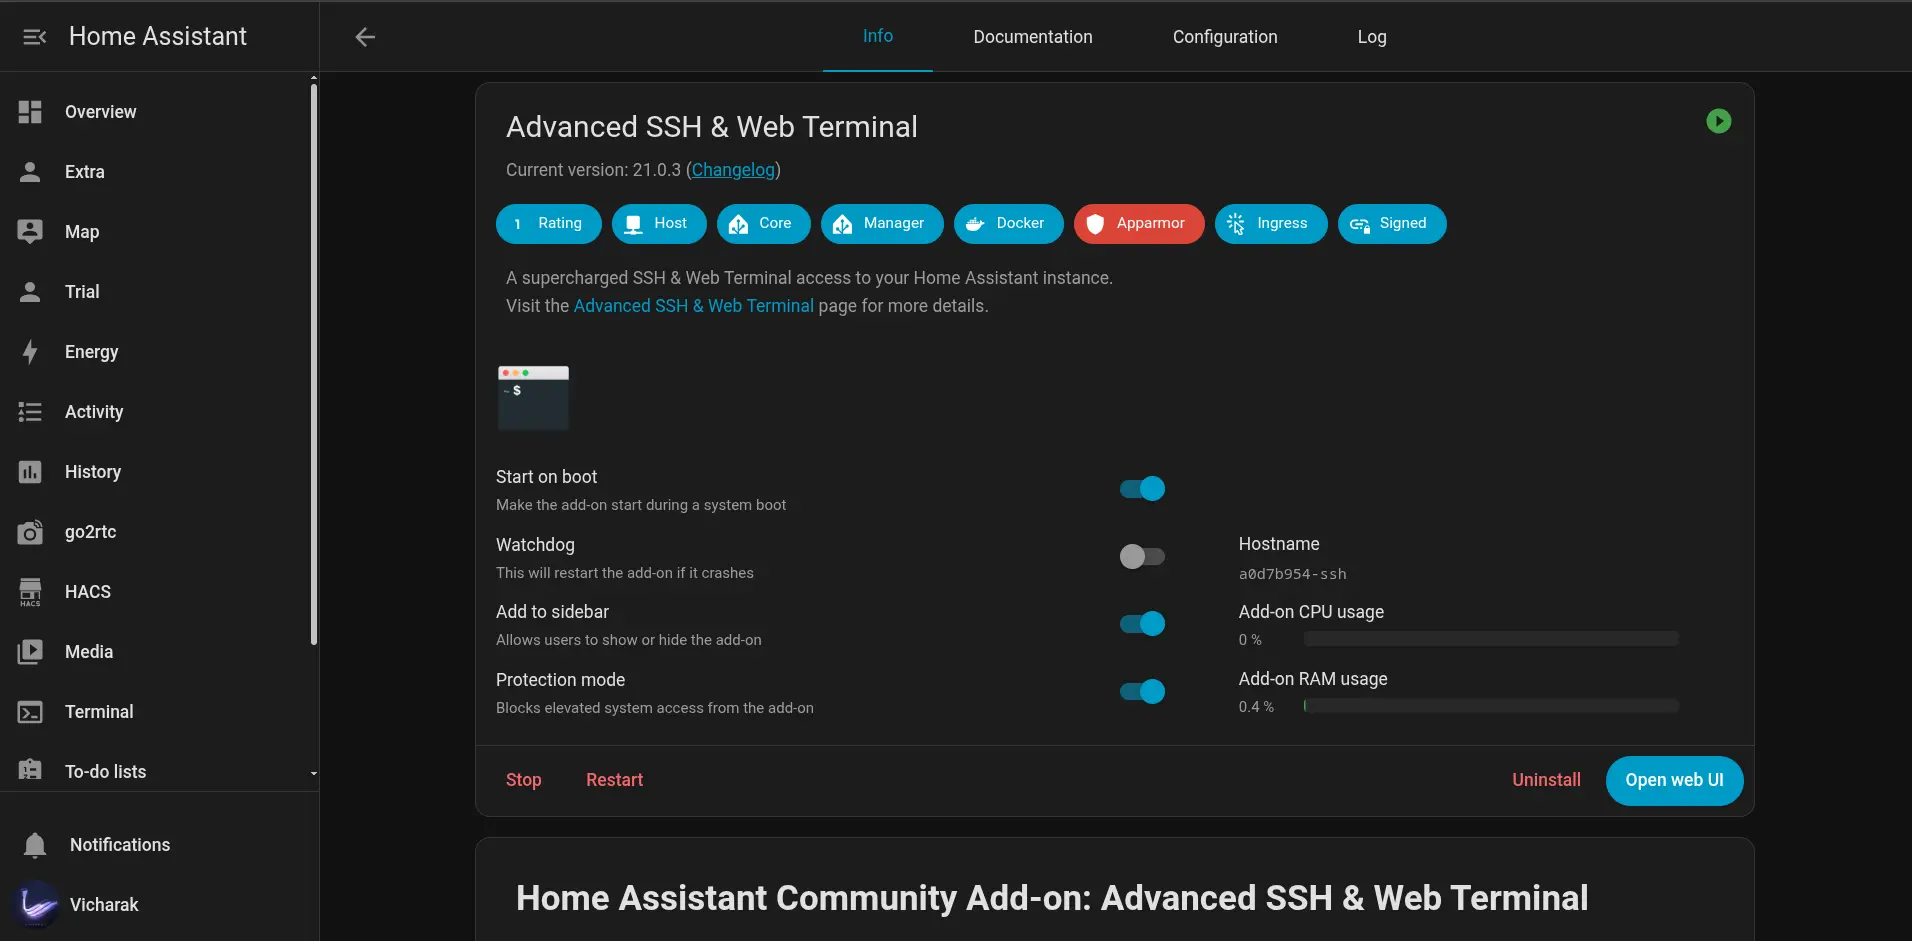 Home Assistant
Overview
Extra
Map
Trial
Energy
Activity
History
go2rtc
HACS
HACS
Media
Terminal
To-do lists
Notifications
Vicharak
Info Documentation Configuration Log
Advanced SSH & Web Terminal
Current version: 21.0.3 (Changelog)
1 Rating Host Core Manager Docker Apparmor Ingress Signed
A supercharged SSH & Web Terminal access to your Home Assistant instance.
Visit the Advanced SSH & Web Terminal page for more details.
~ $
Start on boot
Make the add-on start during a system boot
Watchdog
This will restart the add-on if it crashes
Add to sidebar
Allows users to show or hide the add-on
Protection mode
Blocks elevated system access from the add-on
Hostname
a0d7b954-ssh
Add-on CPU usage
0 %
Add-on RAM usage
0.4 %
Stop Restart Uninstall Open web UI
Home Assistant Community Add-on: Advanced SSH & Web Terminal